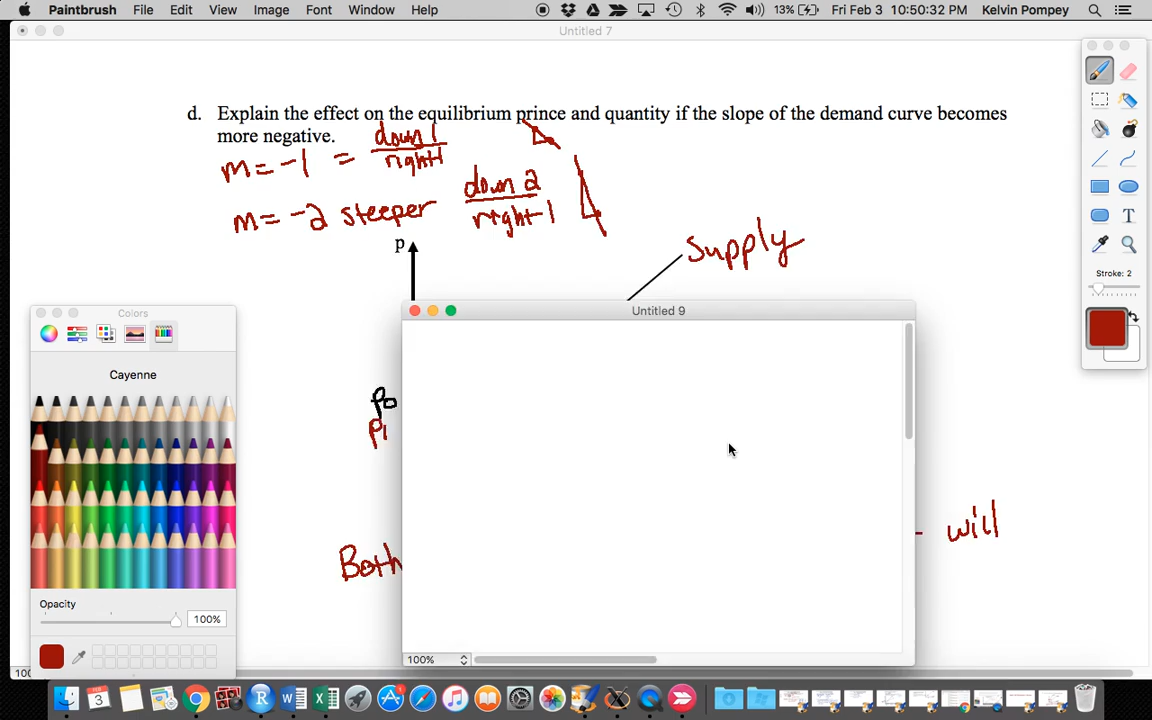 Paintbrush File Edit View Image Font Window Help 13% Fri Feb 3 10:50:32 PM Kelvin Pompey
Untitled 7
d. Explain the effect on the equilibrium prince and quantity if the slope of the demand curve becomes
more negative.
m = -1 = down 1
right 1
m = -2 steeper down 2
right 1
p
Supply
Untitled 9
Colors
Cayenne
Stroke: 2
p0
p1
Both
will
Opacity
100%
100%